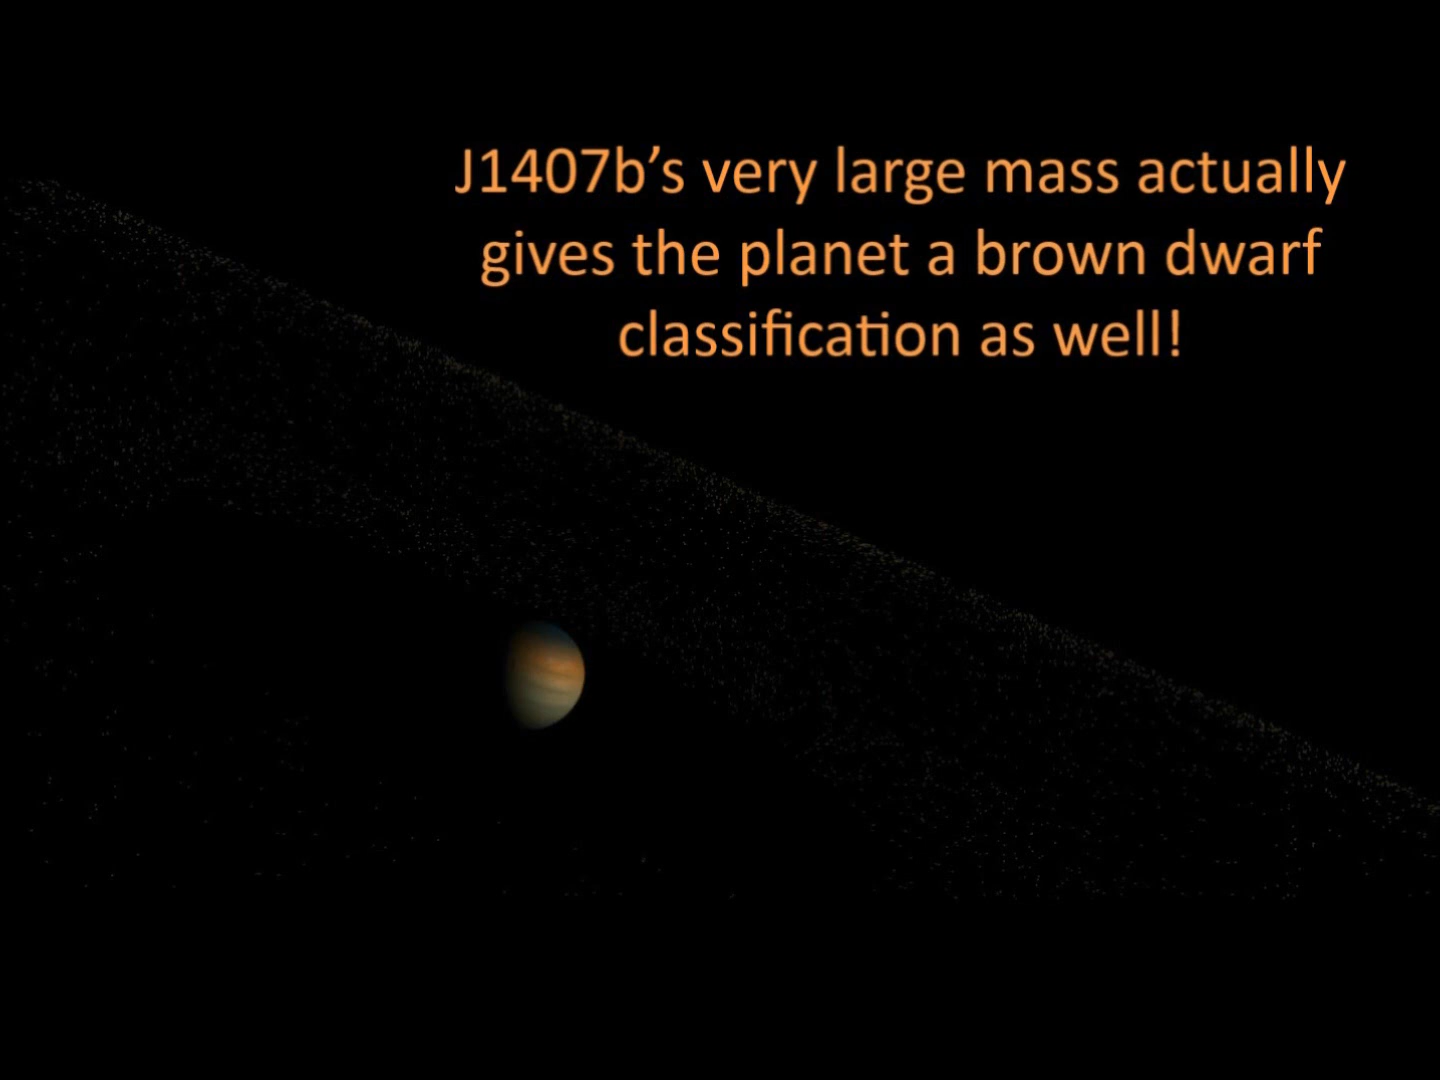 J1407b’s very large mass actually
gives the planet a brown dwarf
classification as well!